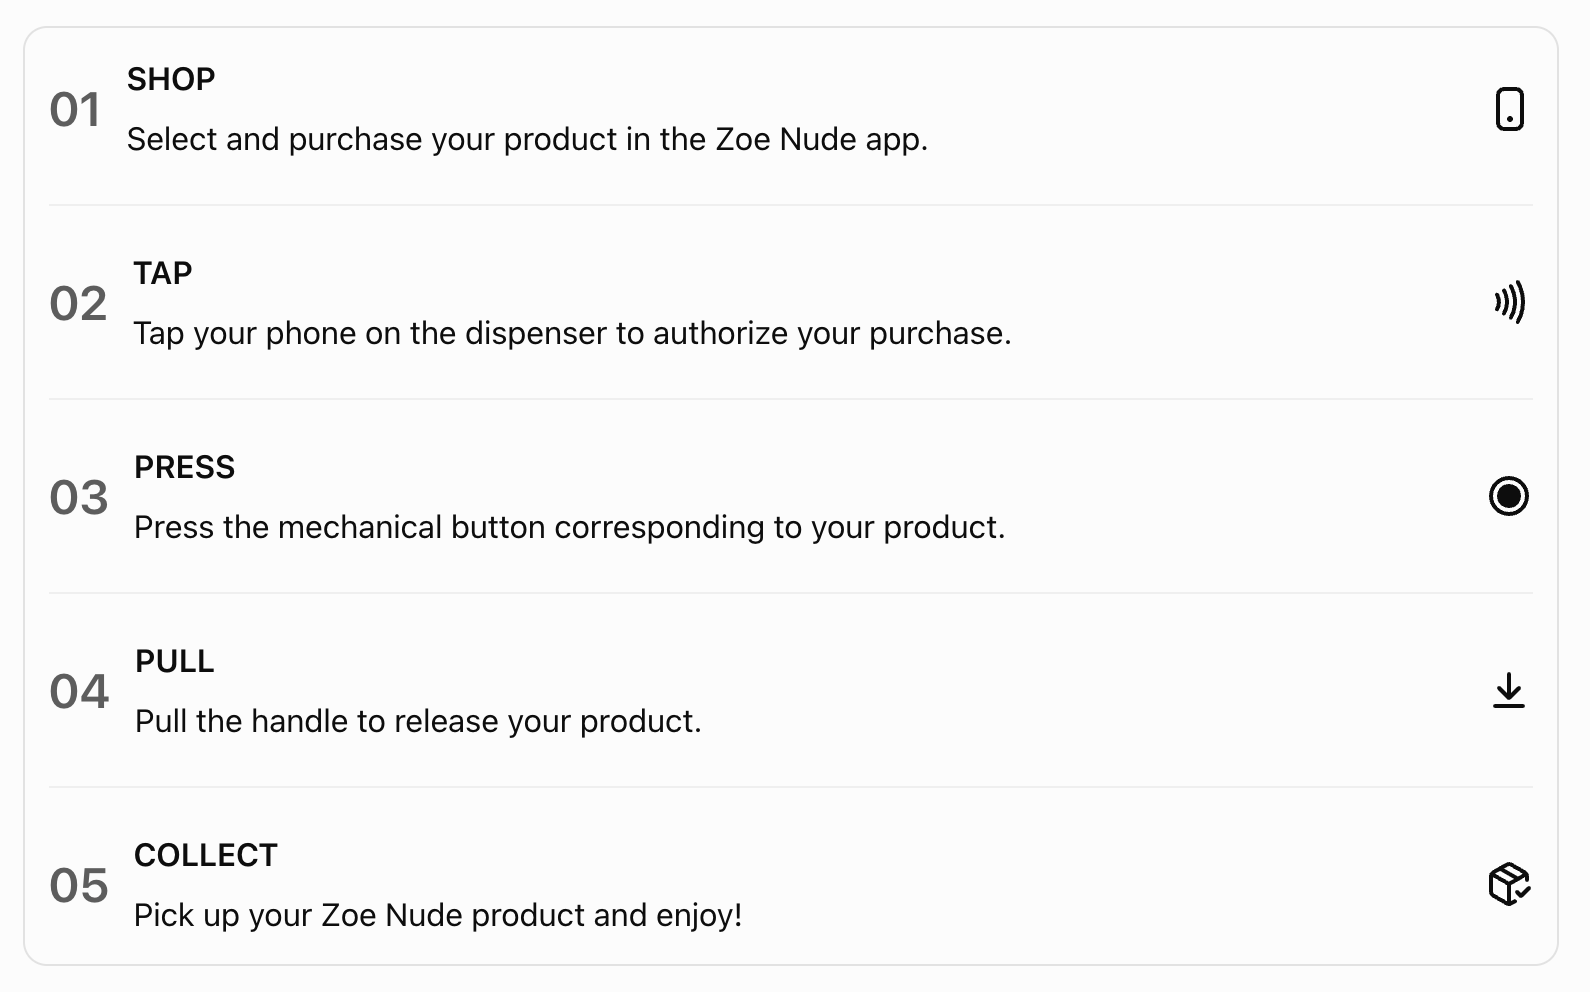 01
SHOP
Select and purchase your product in the Zoe Nude app.
02
TAP
Tap your phone on the dispenser to authorize your purchase.
03
PRESS
Press the mechanical button corresponding to your product.
04
PULL
Pull the handle to release your product.
05
COLLECT
Pick up your Zoe Nude product and enjoy!